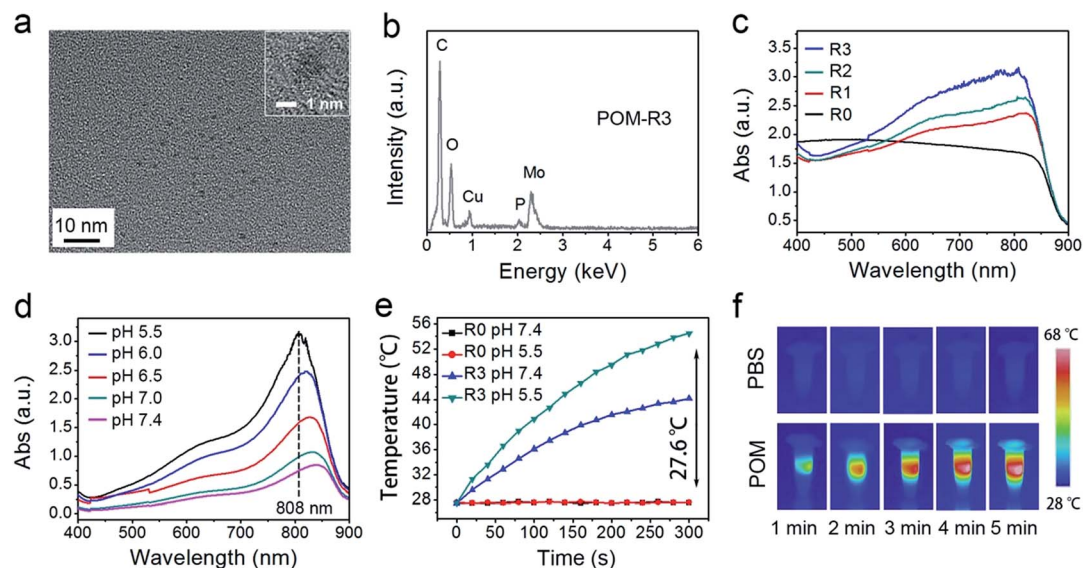 a
1 nm
10 nm
b
C
O
Cu
P
Mo
POM-R3
Intensity (a.u.)
0 1 2 3 4 5 6
Energy (keV)
c
R3
R2
R1
R0
Abs (a.u.)
3.5
3.0
2.5
2.0
1.5
1.0
0.5
400 500 600 700 800 900
Wavelength (nm)
d
pH 5.5
pH 6.0
pH 6.5
pH 7.0
pH 7.4
Abs (a.u.)
3.0
2.5
2.0
1.5
1.0
0.5
0.0
808 nm
400 500 600 700 800 900
Wavelength (nm)
e
R0 pH 7.4
R0 pH 5.5
R3 pH 7.4
R3 pH 5.5
Temperature (℃)
56
52
48
44
40
36
32
28
27.6℃
0 50 100 150 200 250 300
Time (s)
f
PBS
POM
68 ℃
28 ℃
1 min 2 min 3 min 4 min 5 min